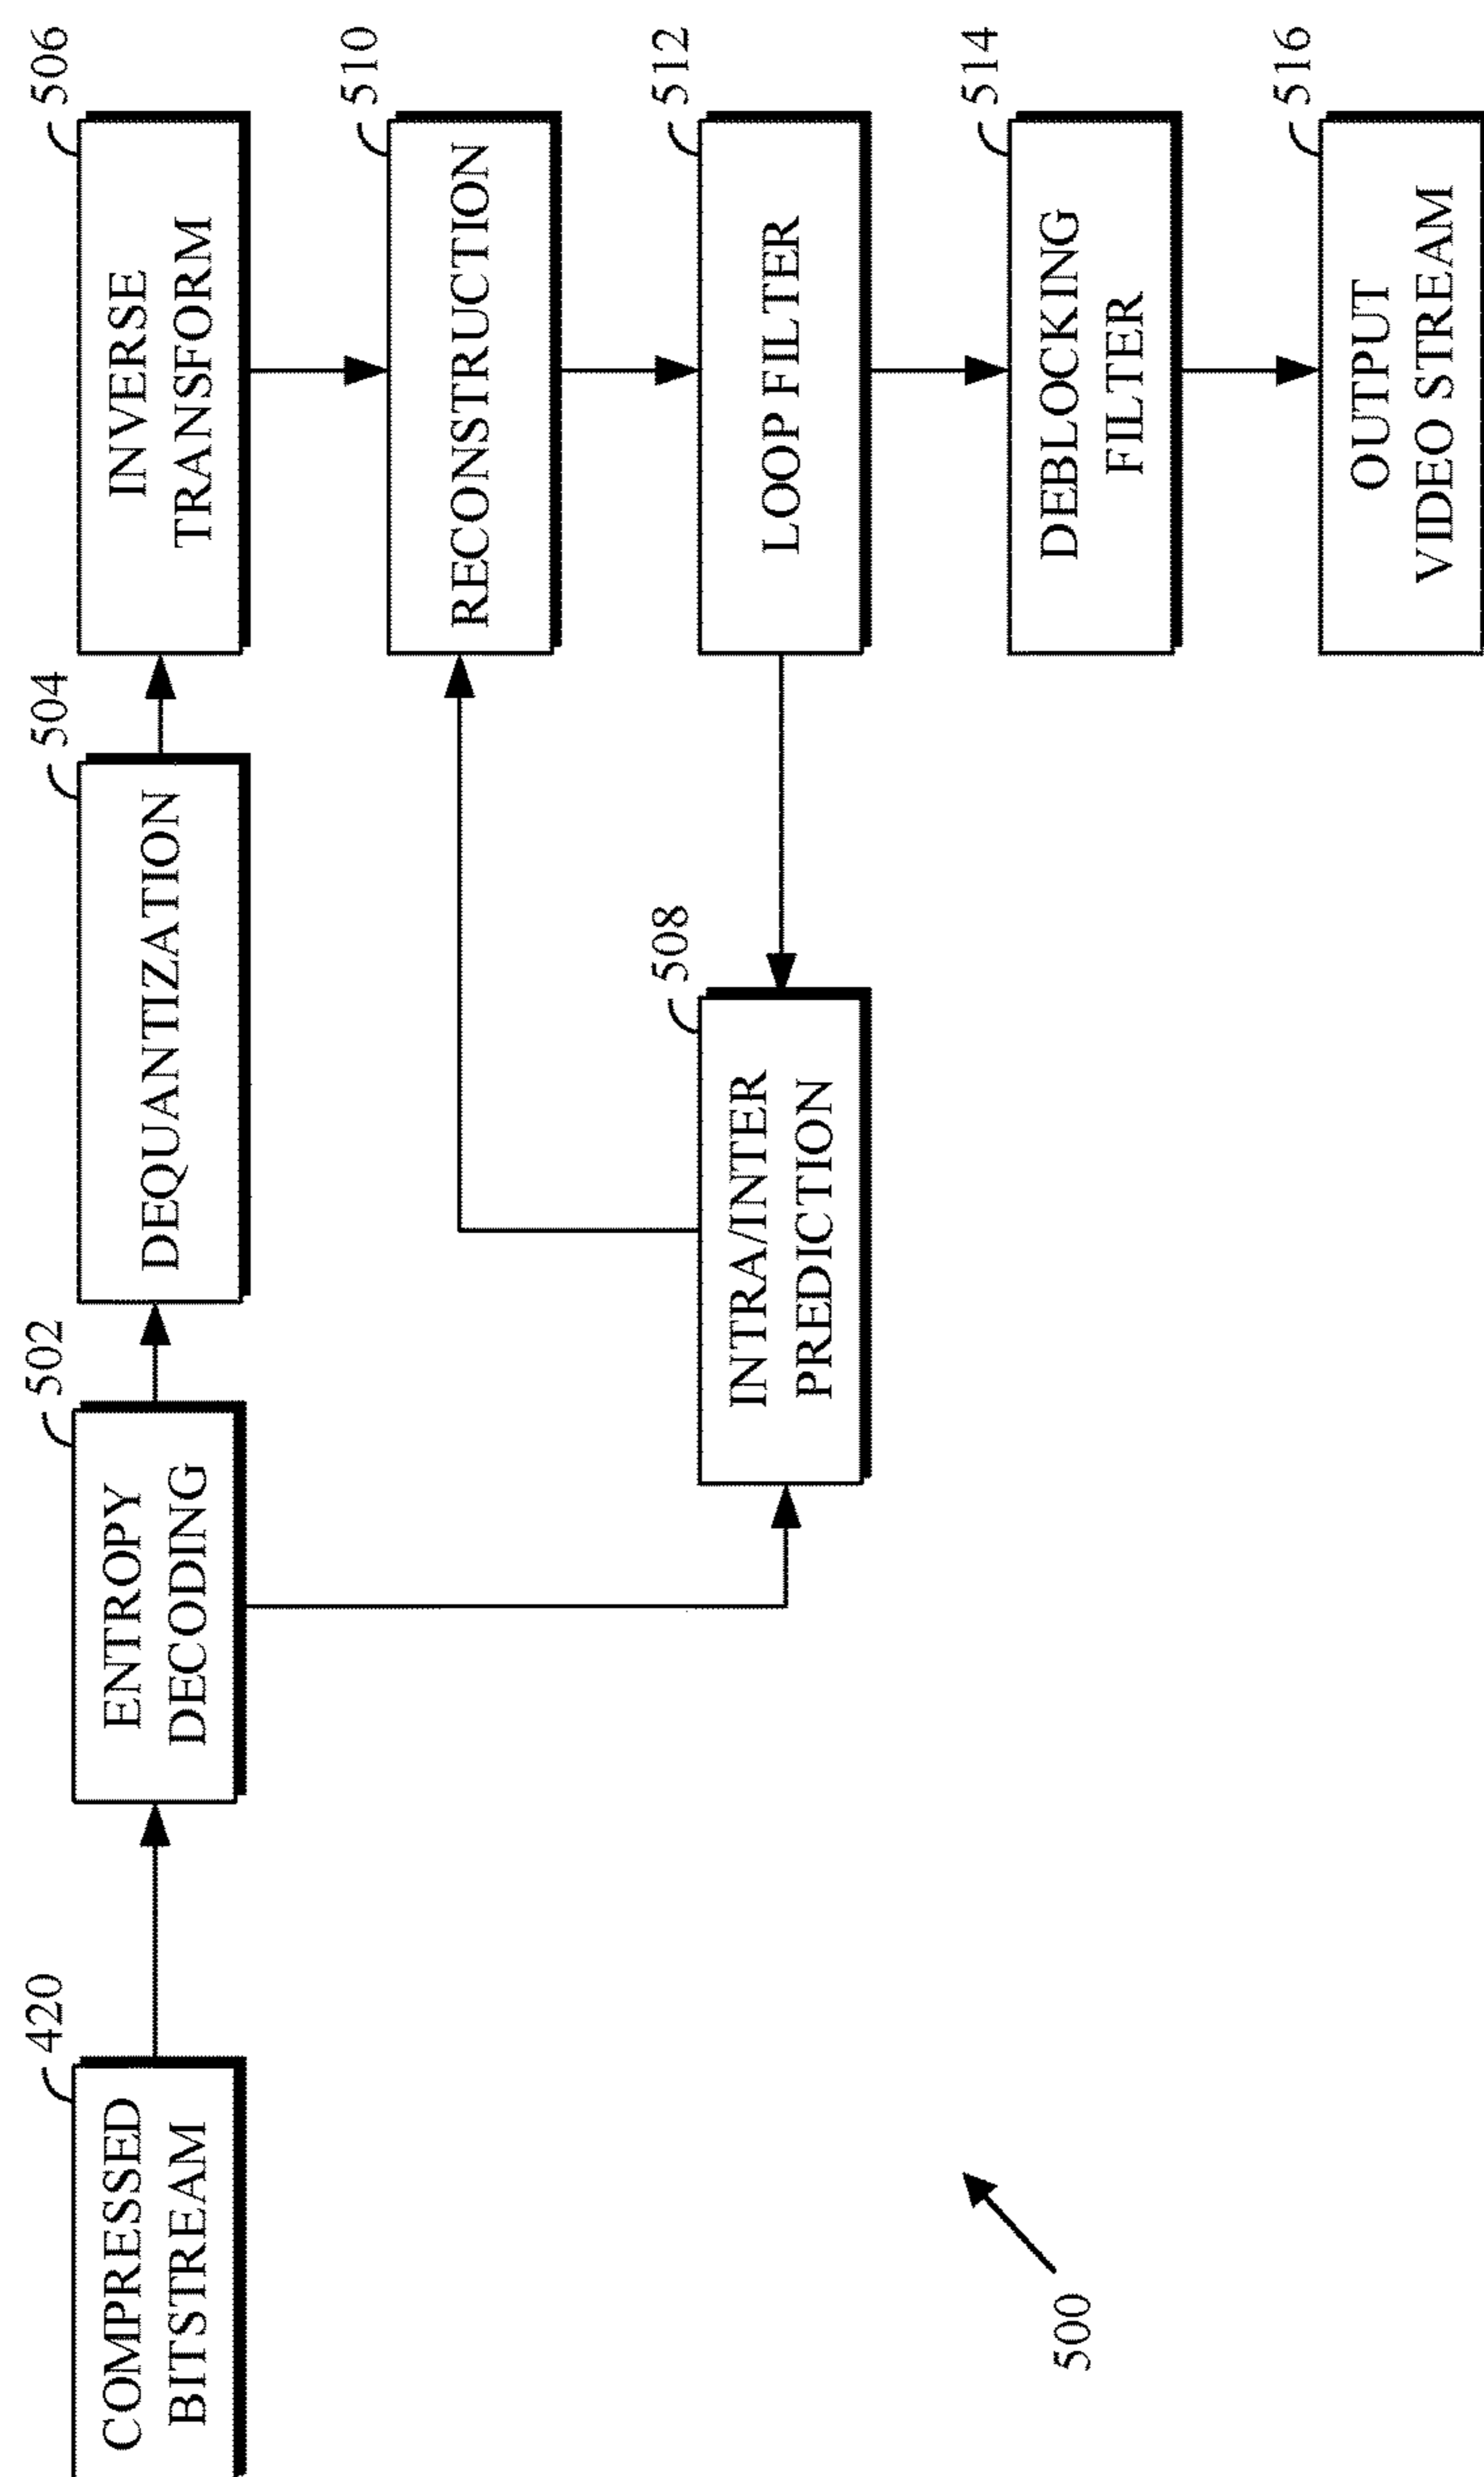 420
COMPRESSED
BITSTREAM
502
ENTROPY
DECODING
504
DEQUANTIZATION
506
INVERSE
TRANSFORM
510
RECONSTRUCTION
508
INTRA/INTER
PREDICTION
512
LOOP FILTER
514
DEBLOCKING
FILTER
500
516
OUTPUT
VIDEO STREAM